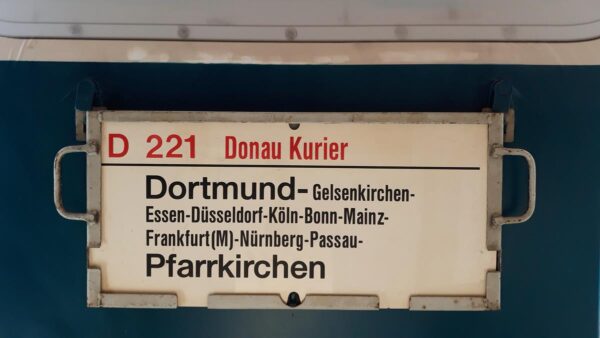 D 221 Donau Kurier
Dortmund- Gelsenkirchen-
Essen-Düsseldorf-Köln-Bonn-Mainz-
Frankfurt(M)-Nürnberg-Passau-
Pfarrkirchen